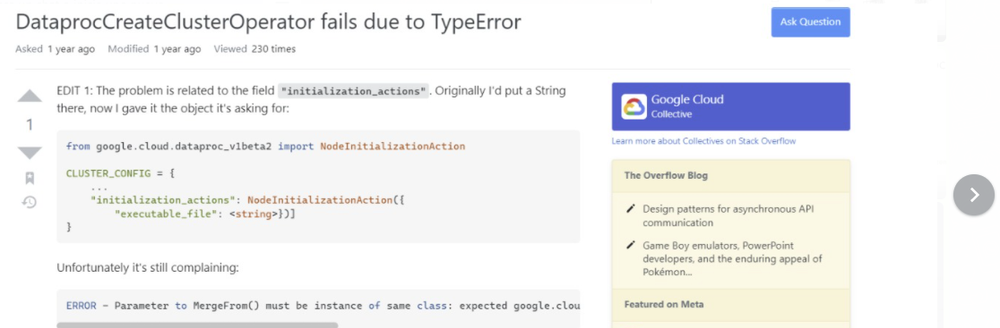 DataprocCreateClusterOperator fails due to TypeError
Ask Question
Asked 1 year ago Modified 1 year ago Viewed 230 times
EDIT 1: The problem is related to the field "initialization_actions". Originally I'd put a String
there, now I gave it the object it's asking for:
1
from google.cloud.dataproc_v1beta2 import NodeInitializationAction
CLUSTER_CONFIG = {
...
"initialization_actions": NodeInitializationAction({
"executable_file": <string>})]
}
Unfortunately it's still complaining:
ERROR - Parameter to MergeFrom() must be instance of same class: expected google.clou
Google Cloud
Collective
Learn more about Collectives on Stack Overflow
The Overflow Blog
Design patterns for asynchronous API
communication
Game Boy emulators, PowerPoint
developers, and the enduring appeal of
Pokémon...
Featured on Meta